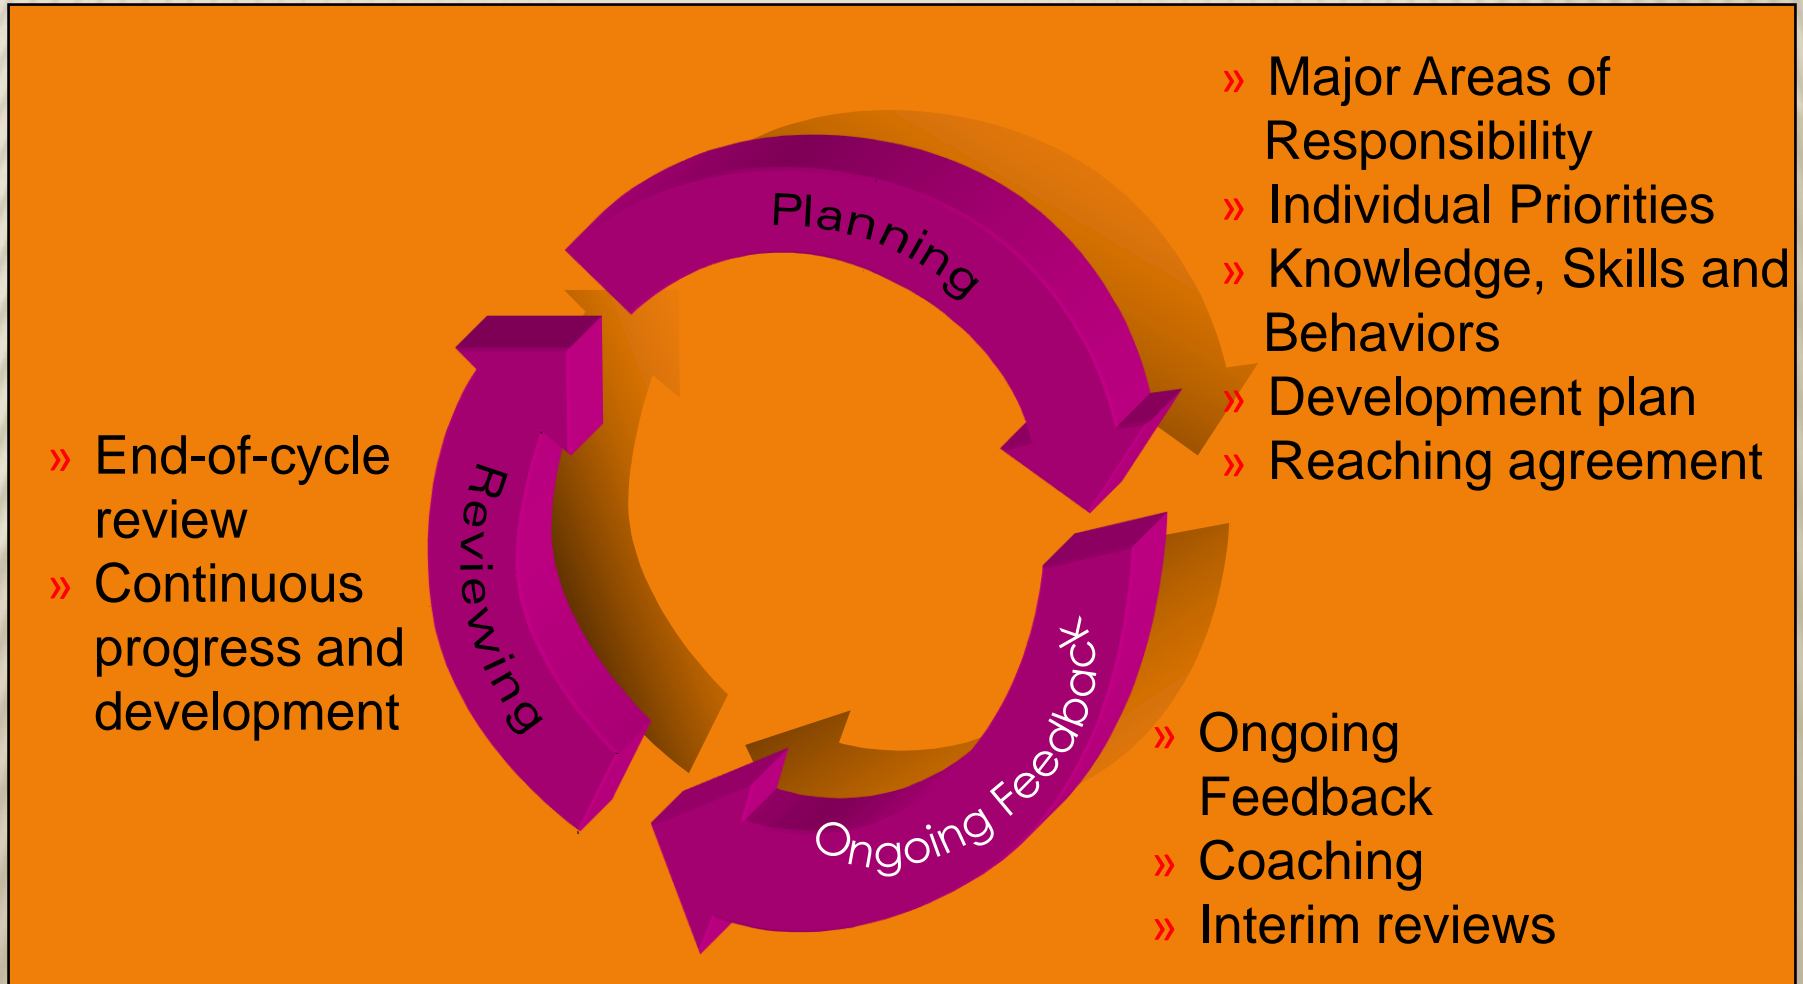 Planning
» Major Areas of
Responsibility
» Individual Priorities
» Knowledge, Skills and
Behaviors
» Development plan
» Reaching agreement
Ongoing Feedback
» Ongoing
Feedback
» Coaching
» Interim reviews
Reviewing
» End-of-cycle
review
» Continuous
progress and
development